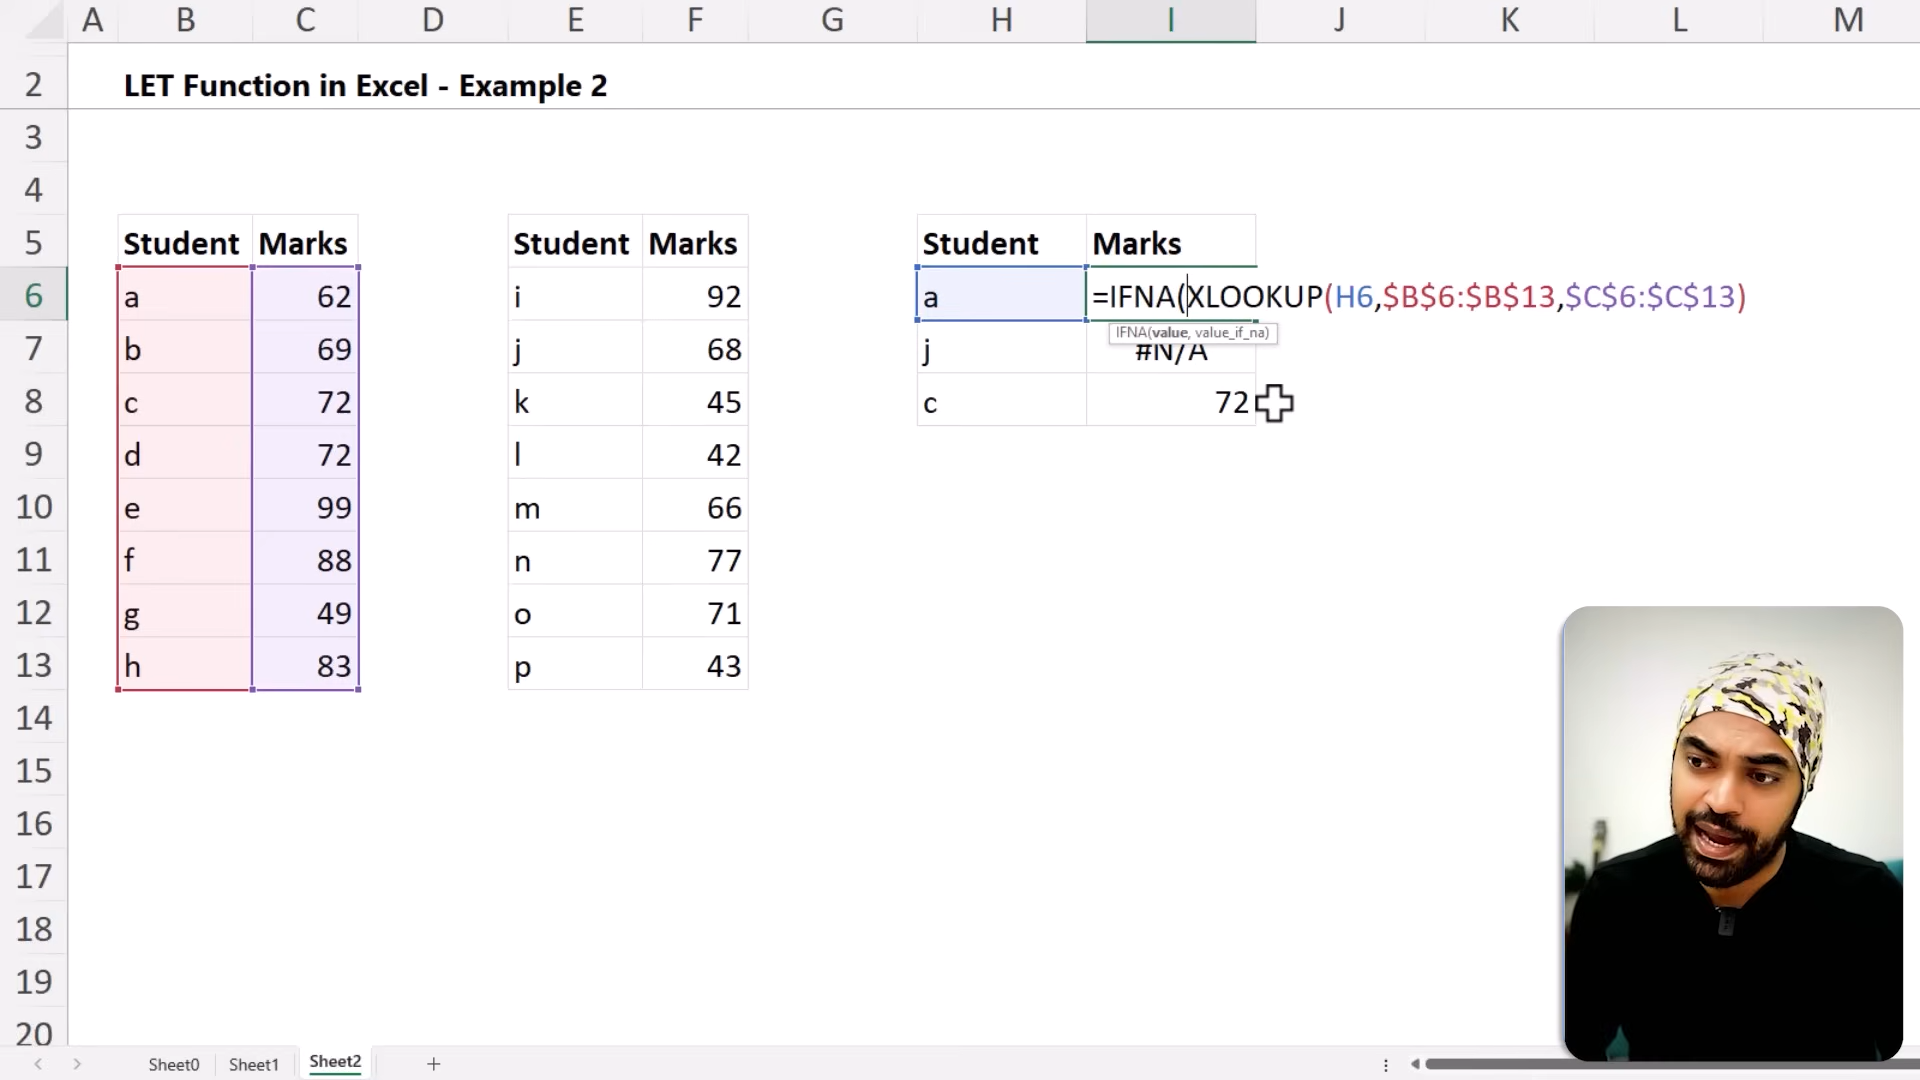 A B C D E F G H I J K L M
2 LET Function in Excel - Example 2
3
4
5 Student Marks Student Marks Student Marks
6 a 62 i 92 a =IFNA(XLOOKUP(H6,$B$6:$B$13,$C$6:$C$13)
IFNA(value, value_if_na)
7 b 69 j 68 j #N/A
8 c 72 k 45 c 72
9 d 72 l 42
10 e 99 m 66
11 f 88 n 77
12 g 49 o 71
13 h 83 p 43
14
15
16
17
18
19
20
Sheet0 Sheet1 Sheet2 +